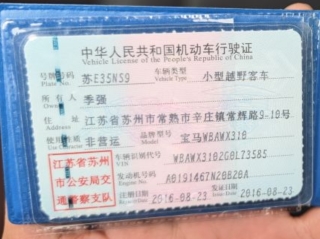 中华人民共和国机动车行驶证
Vehicle License of the People's Republic of China
号牌号码 苏E35N59 车辆类型 小型越野客车
Plate No. Vehicle Type
所有人 季强
Owner
住址 江苏省苏州市常熟市辛庄镇常辉路9-10号
Address
使用性质 非营运 品牌型号 宝马WBAWX310
Use Character Model
江苏省苏州
市公安局交
通警察支队
车辆识别代号 WBAWX3102G0L73585
VIN
发动机号码 A0191467N20B20A
Engine No.
注册日期 2016-08-23 发证日期 2016-08-23
Register Date Issue Date